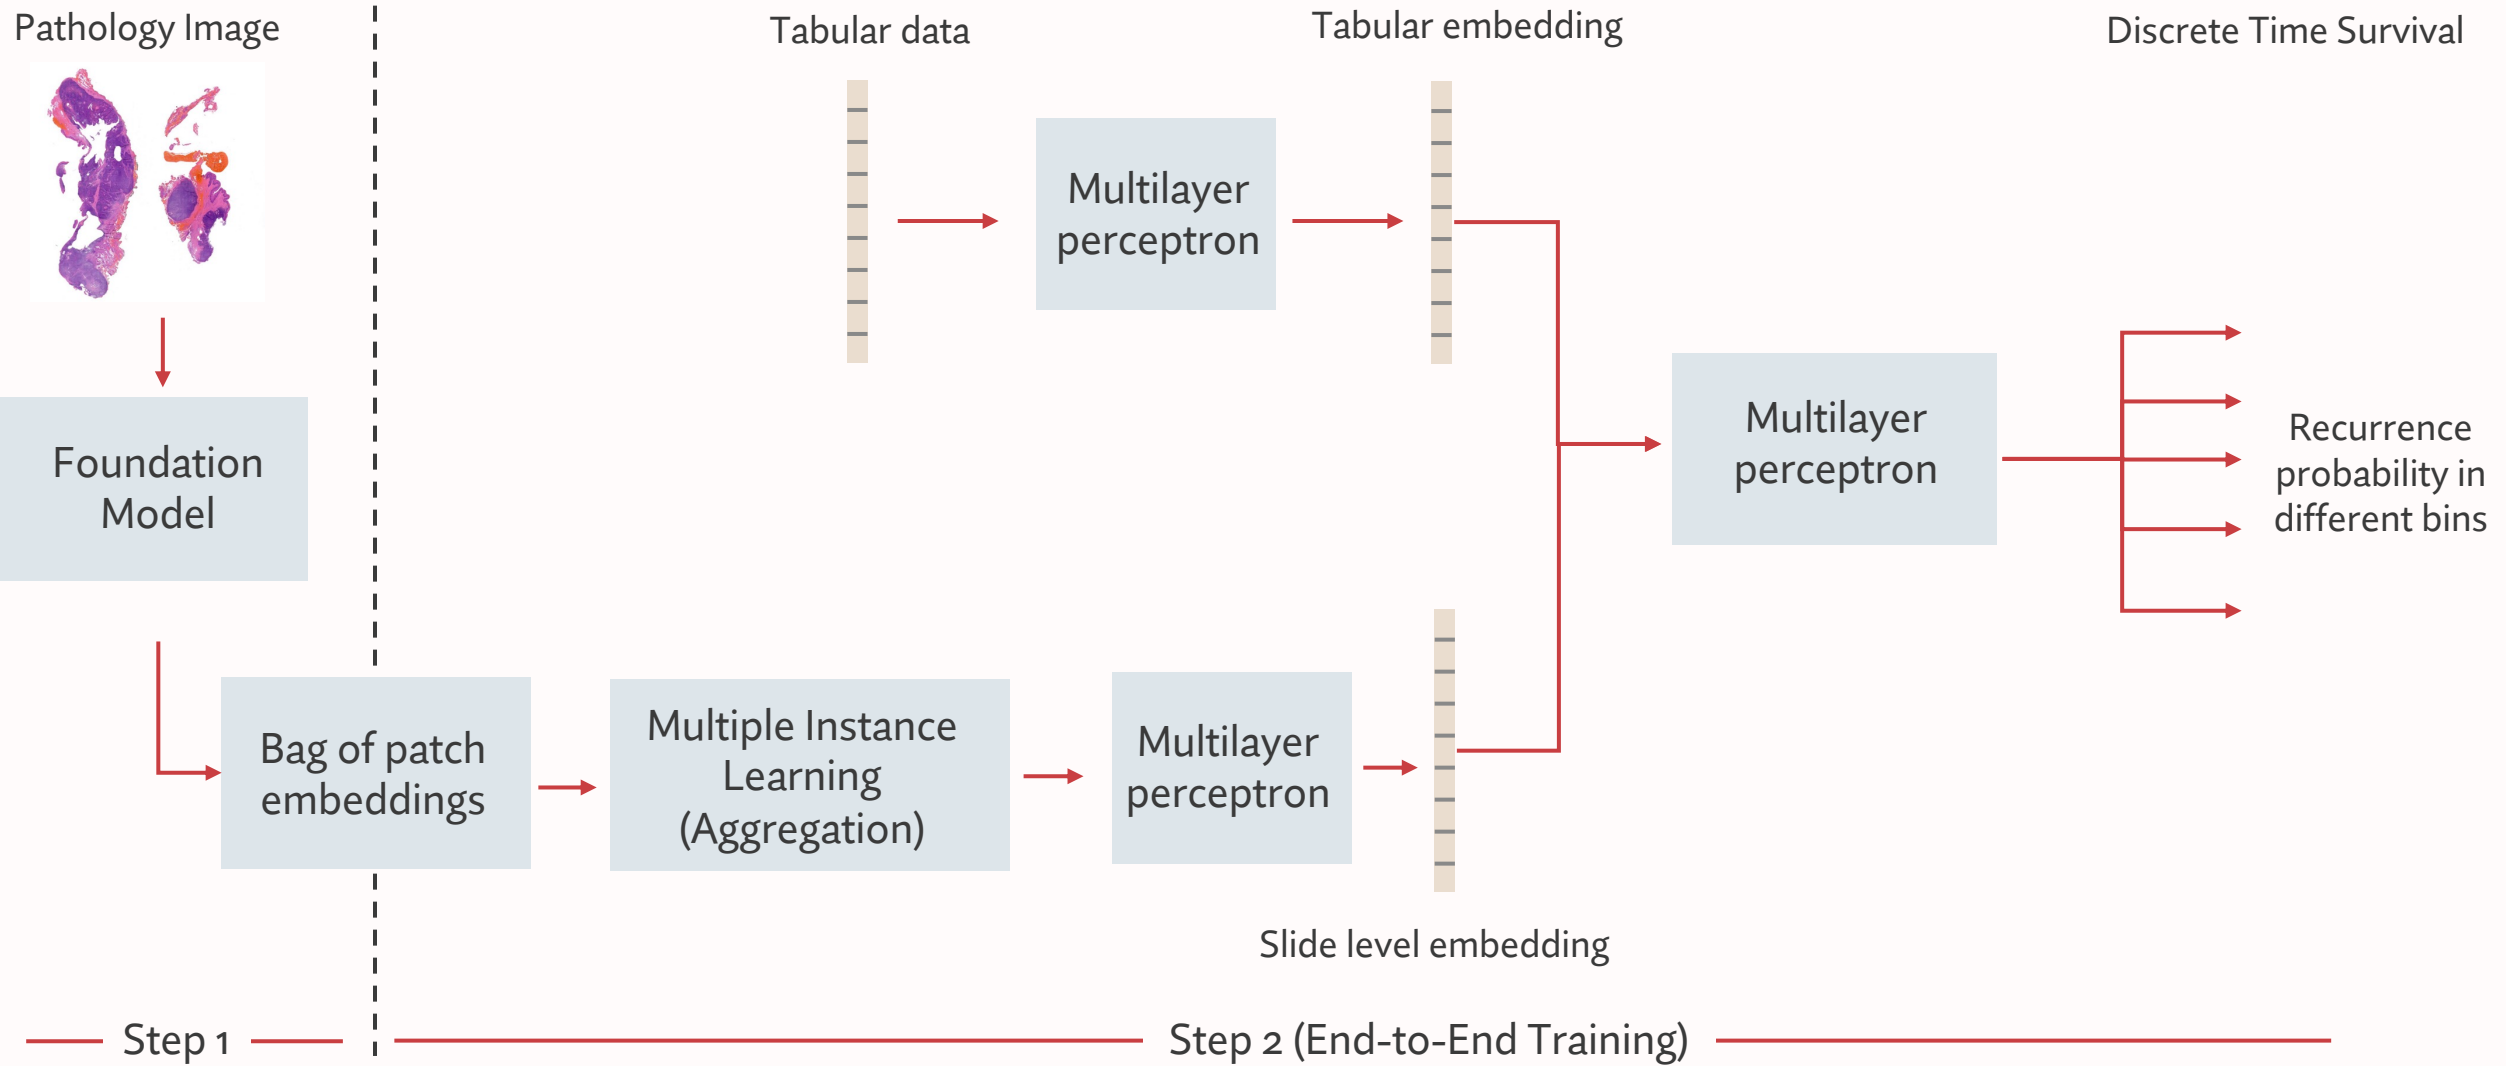 Pathology Image
Tabular data
Tabular embedding
Discrete Time Survival
Multilayer
perceptron
Foundation
Model
Multilayer
perceptron
Recurrence
probability in
different bins
Bag of patch
embeddings
Multiple Instance
Learning
(Aggregation)
Multilayer
perceptron
Slide level embedding
Step 1
Step 2 (End-to-End Training)